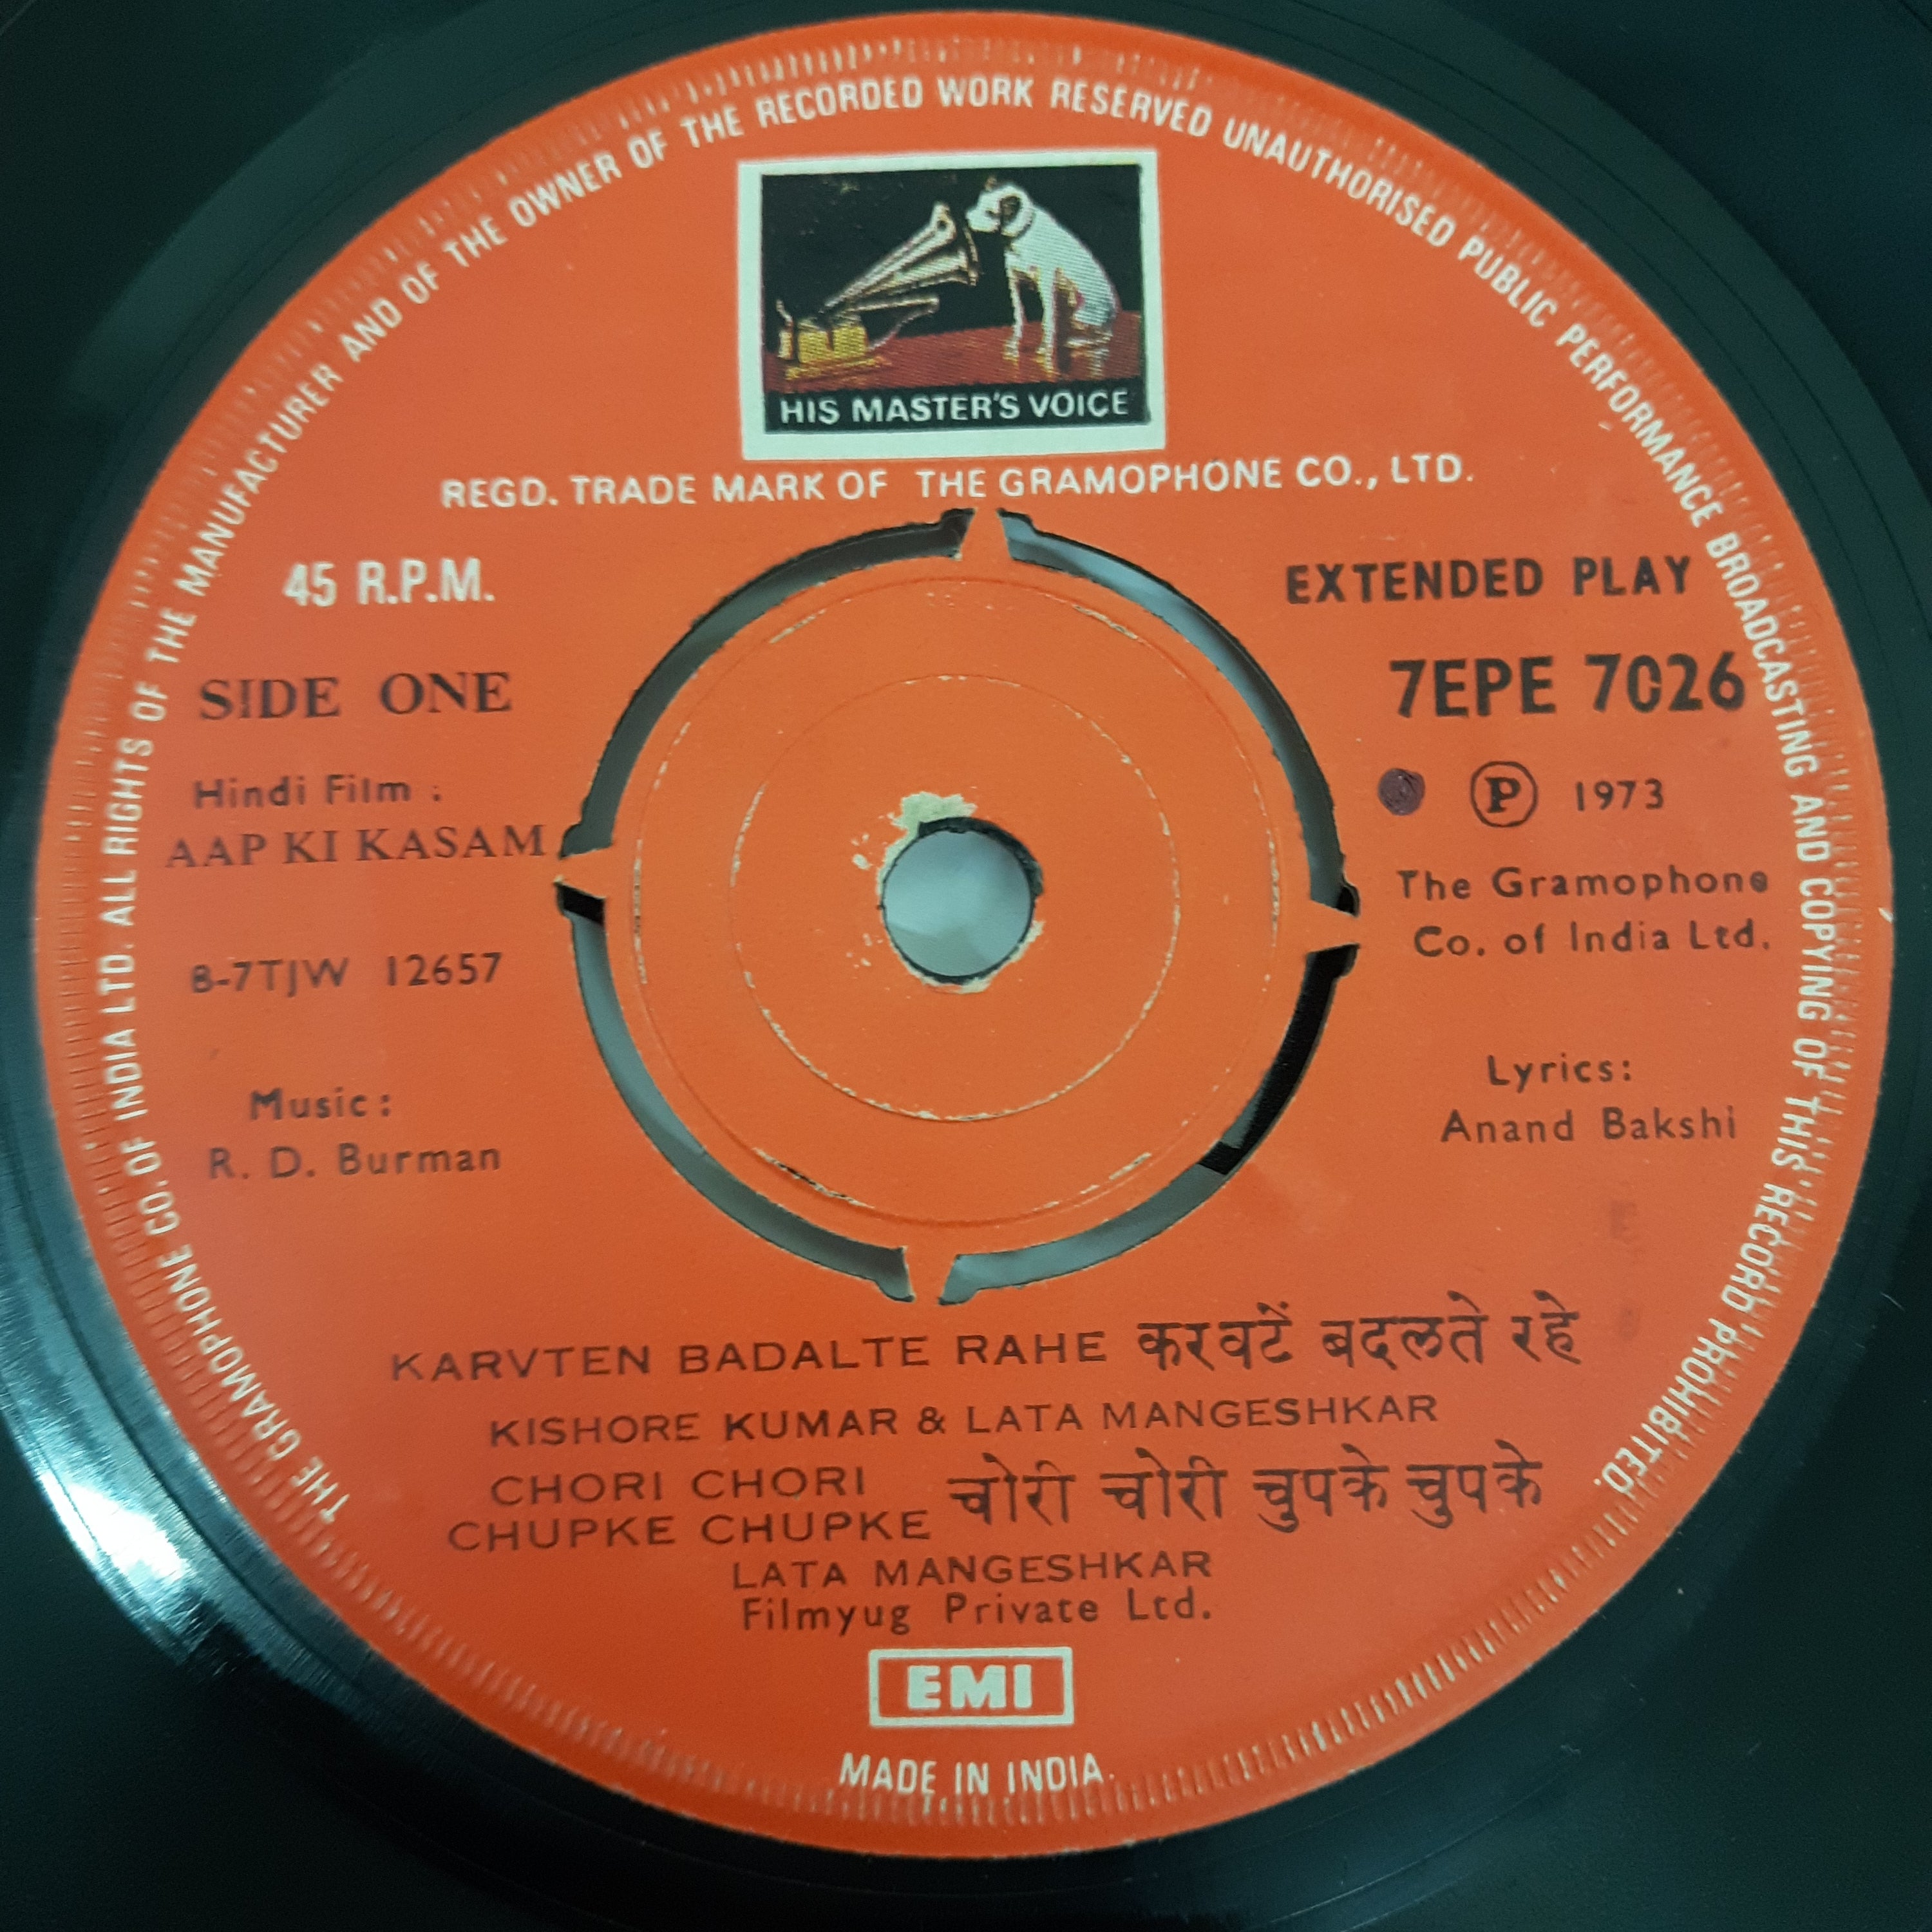 THE GRAMOPHONE CO. OF INDIA LTD. ALL RIGHTS OF THE MANUFACTURER AND OF THE OWNER OF THE RECORDED WORK RESERVED UNAUTHORISED PUBLIC PERFORMANCE BROADCASTING AND COPYING OF THIS RECORD PROHIBITED.
HIS MASTER'S VOICE
REGD. TRADE MARK OF THE GRAMOPHONE CO., LTD.
45 R.P.M.
EXTENDED PLAY
SIDE ONE
7EPE 7026
Hindi Film :
Ⓟ 1973
AAP KI KASAM
The Gramophone
Co. of India Ltd.
8-7TJW 12657
Music:
R. D. Burman
Lyrics:
Anand Bakshi
KARVTEN BADALTE RAHE करवटें बदलते रहे
KISHORE KUMAR & LATA MANGESHKAR
CHORI CHORI
CHUPKE CHUPKE चोरी चोरी चुपके चुपके
LATA MANGESHKAR
Filmyug Private Ltd.
EMI
MADE IN INDIA.